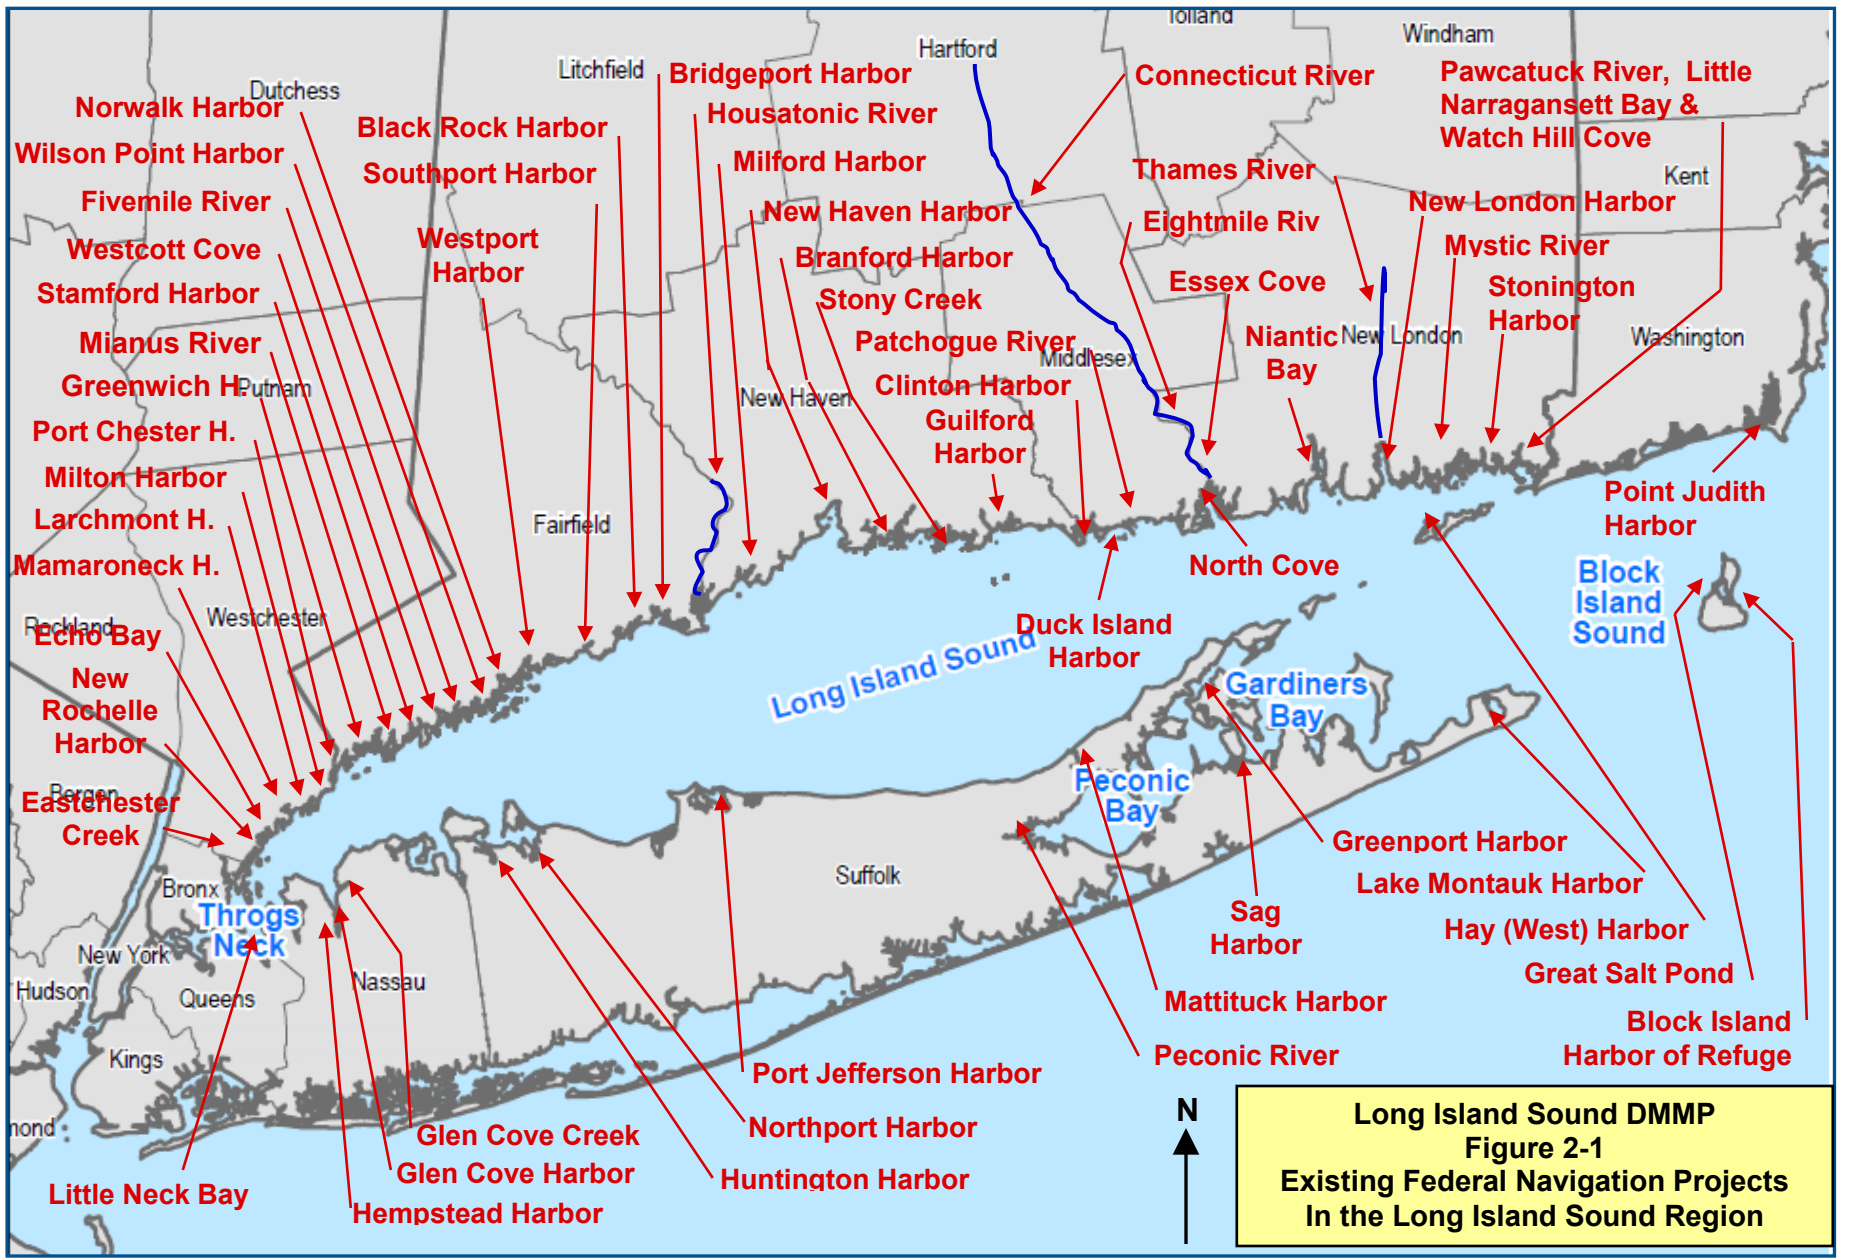 Tolland
Windham
Hartford
Litchfield
Dutchess
Kent
Putnam
New Haven
Middlesex
New London
Washington
Fairfield
Westchester
Rockland
Bergen
Bronx
New York
Hudson
Queens
Nassau
Kings
mond
Suffolk
Norwalk Harbor
Wilson Point Harbor
Fivemile River
Westcott Cove
Stamford Harbor
Mianus River
Greenwich H.
Port Chester H.
Milton Harbor
Larchmont H.
Mamaroneck H.
Echo Bay
New
Rochelle
Harbor
Eastchester
Creek
Bridgeport Harbor
Housatonic River
Black Rock Harbor
Milford Harbor
Southport Harbor
New Haven Harbor
Westport
Harbor
Branford Harbor
Stony Creek
Patchogue River
Clinton Harbor
Guilford
Harbor
Connecticut River
Pawcatuck River, Little
Narragansett Bay &
Watch Hill Cove
Thames River
New London Harbor
Eightmile Riv
Mystic River
Essex Cove
Stonington
Harbor
Niantic
Bay
Point Judith
Harbor
North Cove
Duck Island
Harbor
Block
Island
Sound
Long Island Sound
Gardiners
Bay
Peconic
Bay
Throgs
Neck
Greenport Harbor
Lake Montauk Harbor
Sag
Harbor
Hay (West) Harbor
Great Salt Pond
Mattituck Harbor
Block Island
Harbor of Refuge
Peconic River
Port Jefferson Harbor
Northport Harbor
Huntington Harbor
Glen Cove Creek
Glen Cove Harbor
Hempstead Harbor
Little Neck Bay
N
Long Island Sound DMMP
Figure 2-1
Existing Federal Navigation Projects
In the Long Island Sound Region